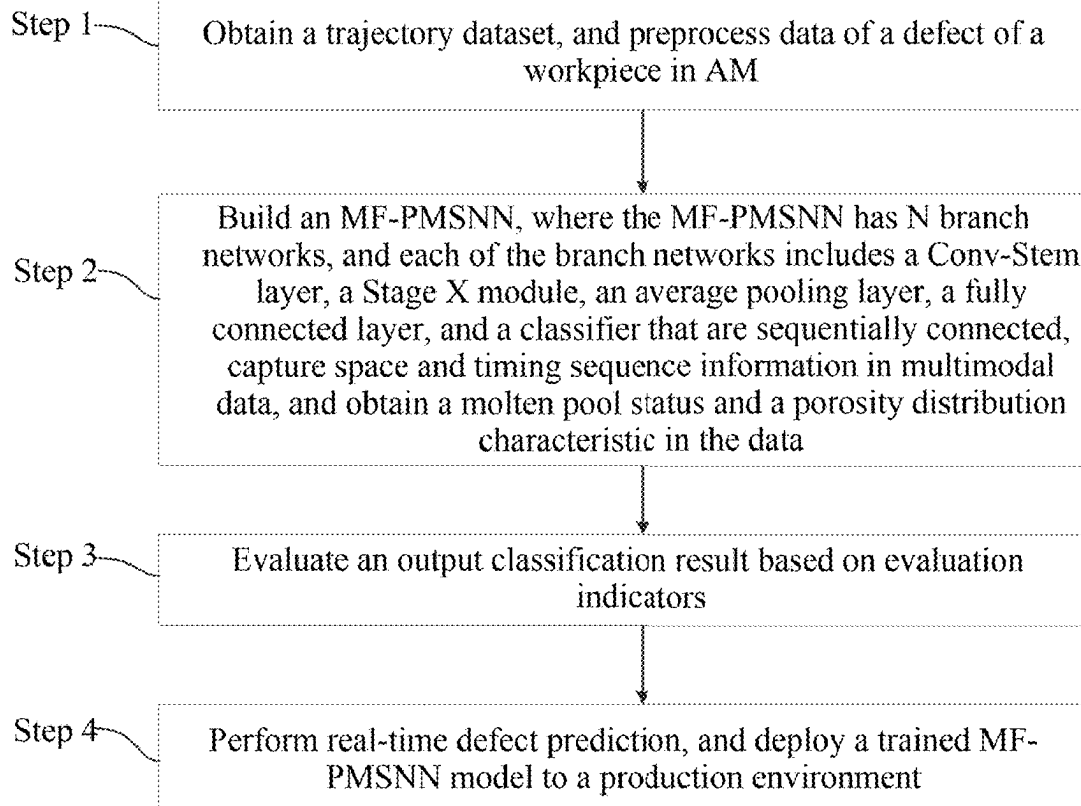 Step 1
Obtain a trajectory dataset, and preprocess data of a defect of a
workpiece in AM
Step 2
Build an MF-PMSNN, where the MF-PMSNN has N branch
networks, and each of the branch networks includes a Conv-Stem
layer, a Stage X module, an average pooling layer, a fully
connected layer, and a classifier that are sequentially connected,
capture space and timing sequence information in multimodal
data, and obtain a molten pool status and a porosity distribution
characteristic in the data
Step 3
Evaluate an output classification result based on evaluation
indicators
Step 4
Perform real-time defect prediction, and deploy a trained MF-
PMSNN model to a production environment